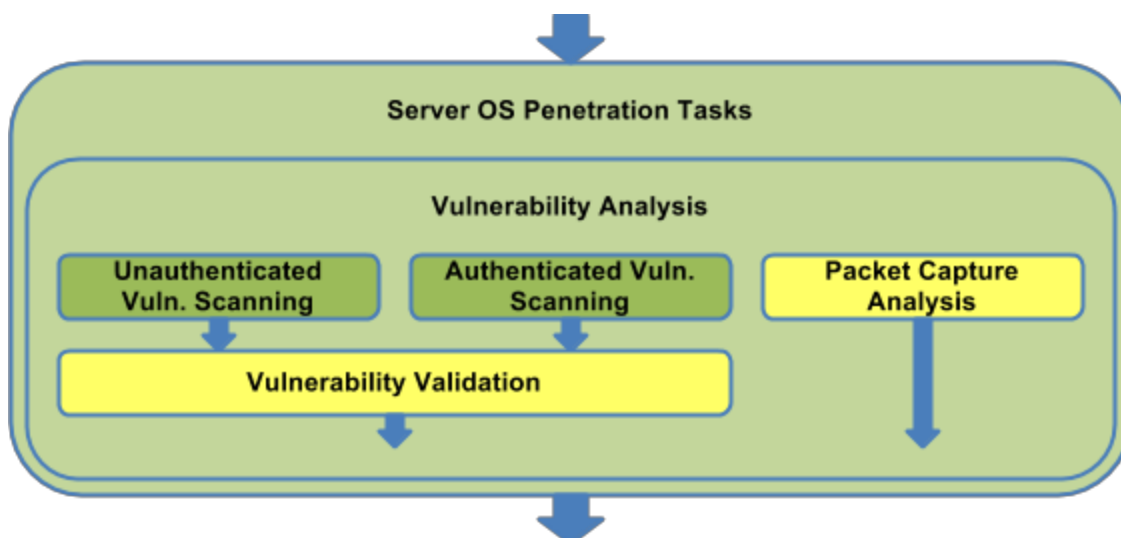 Server OS Penetration Tasks
Vulnerability Analysis
Unauthenticated
Vuln. Scanning
Authenticated Vuln.
Scanning
Packet Capture
Analysis
Vulnerability Validation